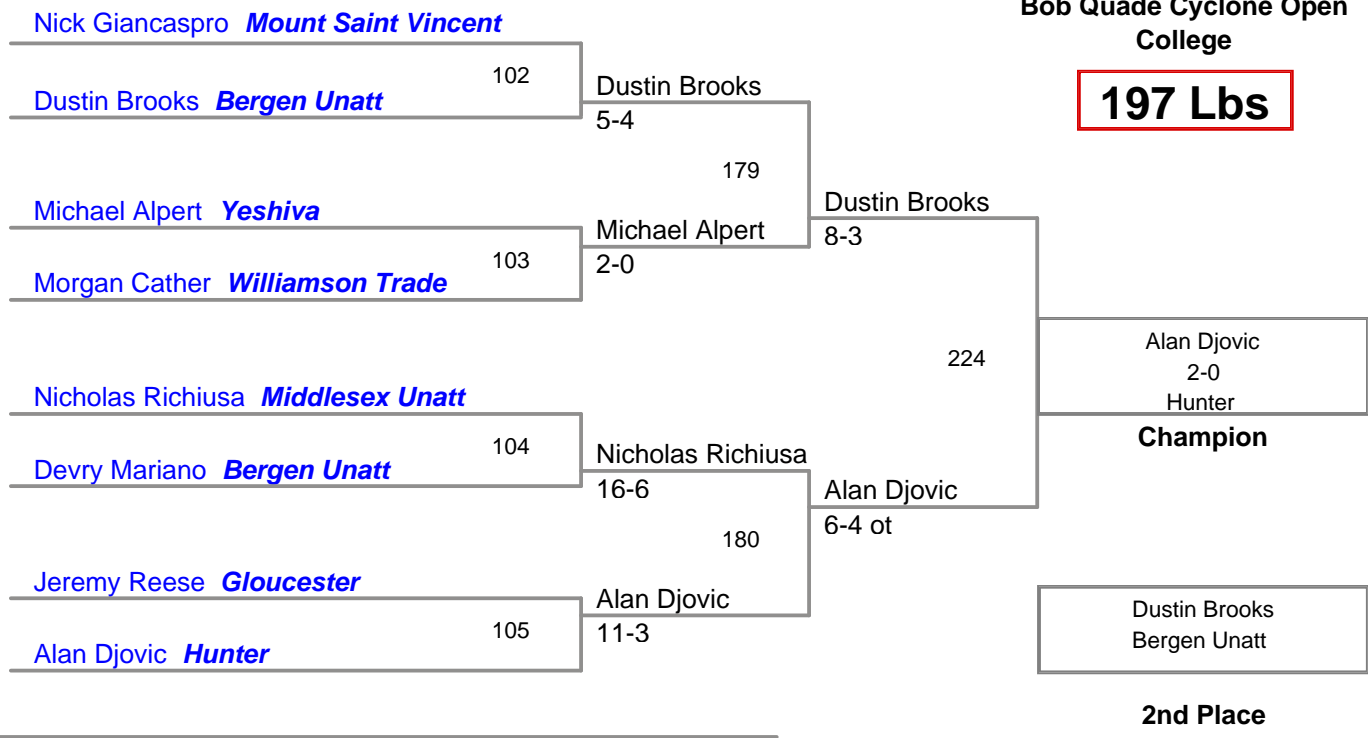 Bob Quade Cyclone Open
College
197 Lbs
Nick Giancaspro Mount Saint Vincent
102
Dustin Brooks Bergen Unatt
Dustin Brooks
5-4
179
Michael Alpert Yeshiva
103
Morgan Cather Williamson Trade
Michael Alpert
2-0
Dustin Brooks
8-3
224
Nicholas Richiusa Middlesex Unatt
104
Devry Mariano Bergen Unatt
Nicholas Richiusa
16-6
180
Jeremy Reese Gloucester
105
Alan Djovic Hunter
Alan Djovic
11-3
Alan Djovic
6-4 ot
Alan Djovic
2-0
Hunter
Champion
Dustin Brooks
Bergen Unatt
2nd Place